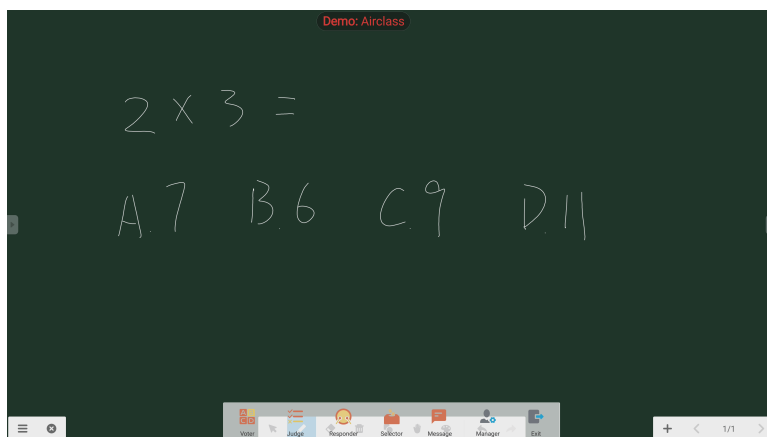 Demo: Airclass
2 x 3 =
A.7 B.6 C.9 D.11
Voter Judge Responder Selector Message Manager Exit
1/1